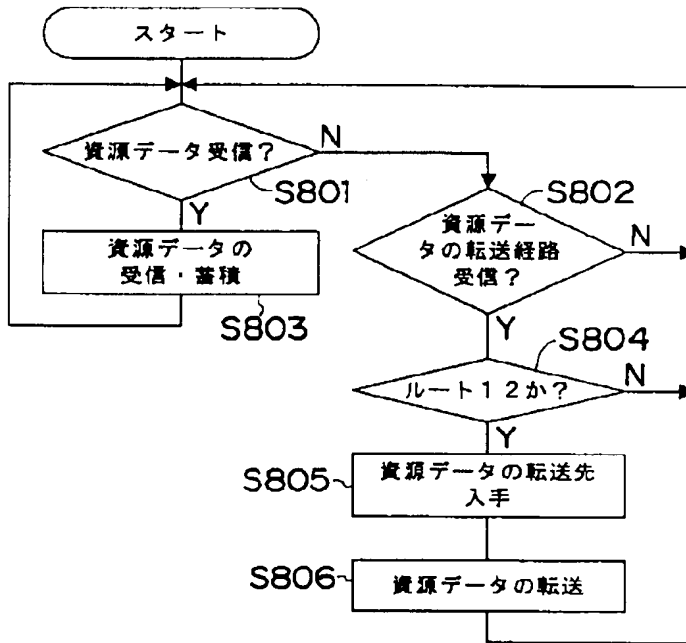 スタート
資源データ受信?
N
S801
Y
資源データの
受信・蓄積
S803
S802
資源デー
タの転送経路
受信?
N
Y
S804
ルート12か?
N
Y
S805
資源データの転送先
入手
S806
資源データの転送